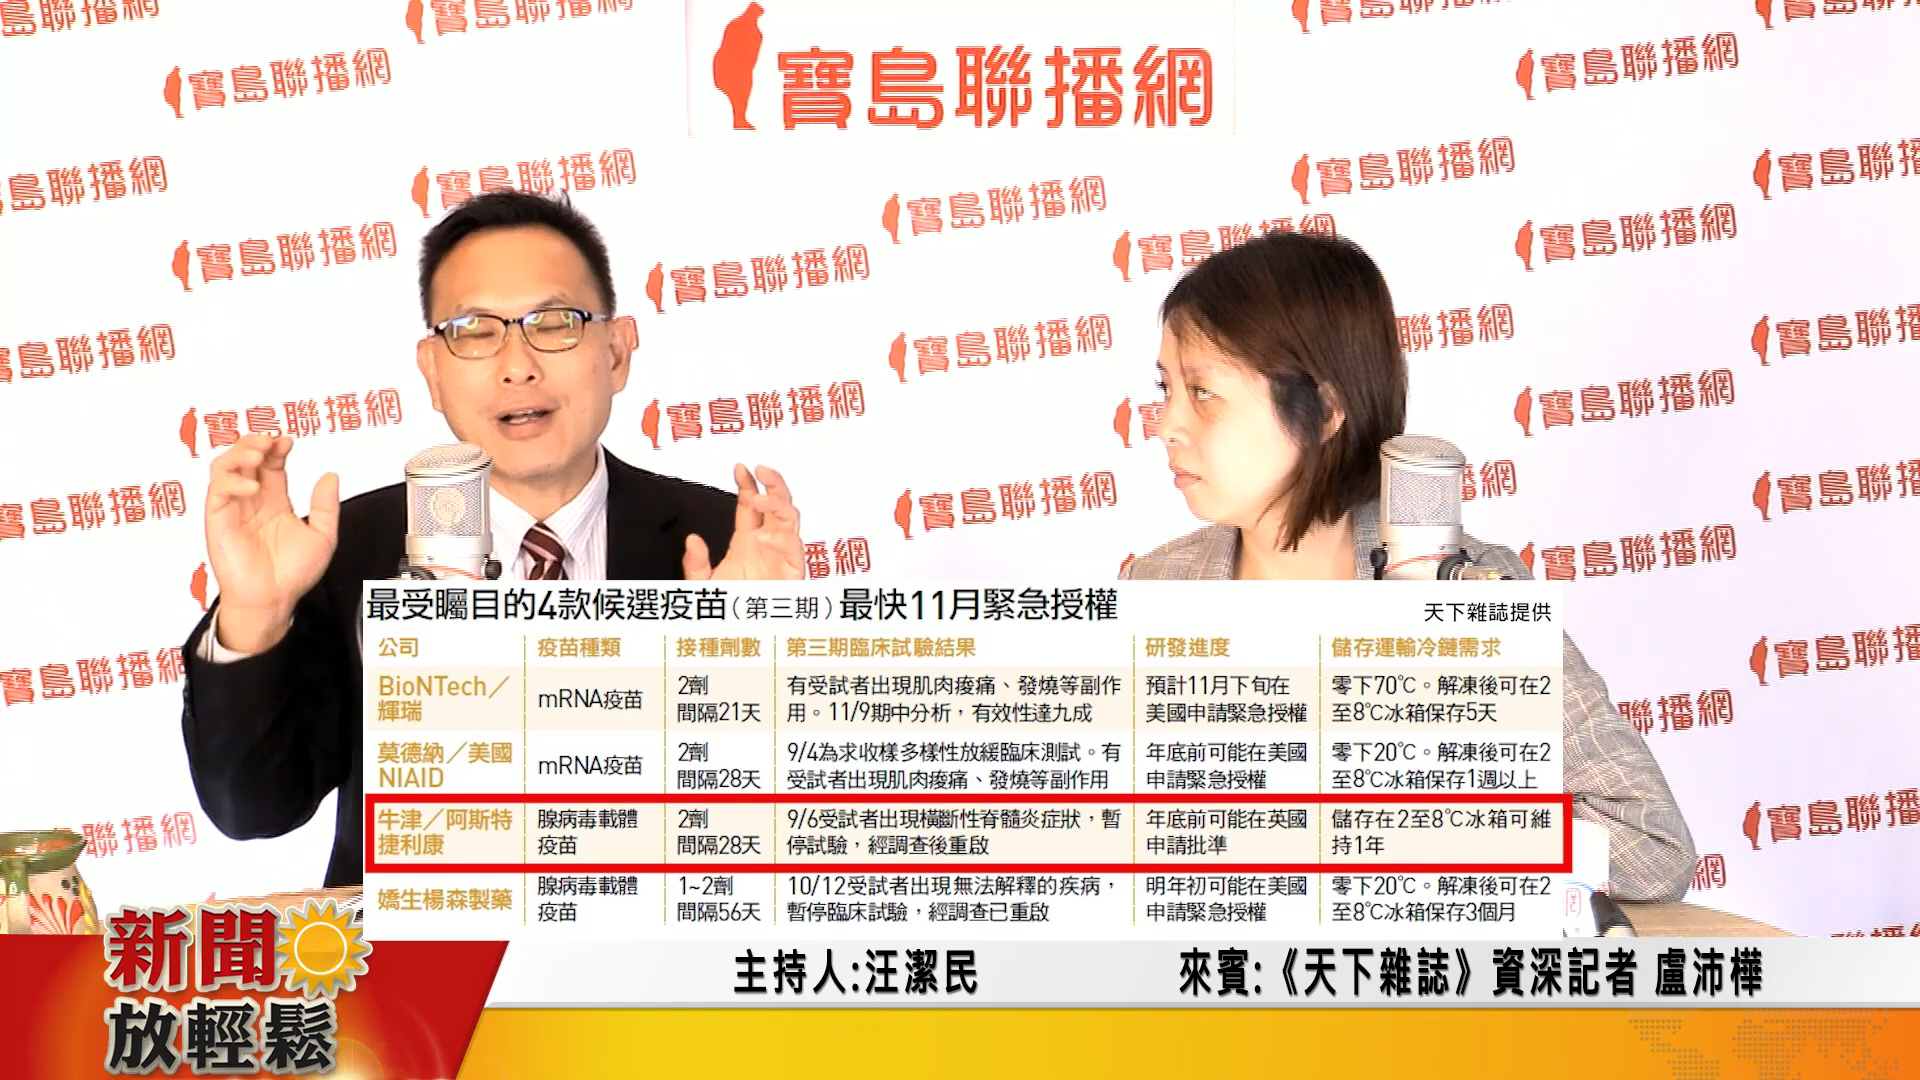 寶島聯播網
最受矚目的4款候選疫苗(第三期)最快11月緊急授權
天下雜誌提供
公司 疫苗種類 接種劑數 第三期臨床試驗結果 研發進度 儲存運輸冷鏈需求
BioNTech／輝瑞 mRNA疫苗 2劑 間隔21天 有受試者出現肌肉痠痛、發燒等副作用。11/9期中分析，有效性達九成 預計11月下旬在美國申請緊急授權 零下70℃。解凍後可在2至8℃冰箱保存5天
莫德納／美國NIAID mRNA疫苗 2劑 間隔28天 9/4為求收樣多樣性放緩臨床測試。有受試者出現肌肉痠痛、發燒等副作用 年底前可能在美國申請緊急授權 零下20℃。解凍後可在2至8℃冰箱保存1週以上
牛津／阿斯特捷利康 腺病毒載體疫苗 2劑 間隔28天 9/6受試者出現橫斷性脊髓炎症狀，暫停試驗，經調查後重啟 年底前可能在英國申請批準 儲存在2至8℃冰箱可維持1年
嬌生楊森製藥 腺病毒載體疫苗 1~2劑 間隔56天 10/12受試者出現無法解釋的疾病，暫停臨床試驗，經調查已重啟 明年初可能在美國申請緊急授權 零下20℃。解凍後可在2至8℃冰箱保存3個月
新聞
放輕鬆
主持人:汪潔民
來賓:《天下雜誌》資深記者 盧沛樺